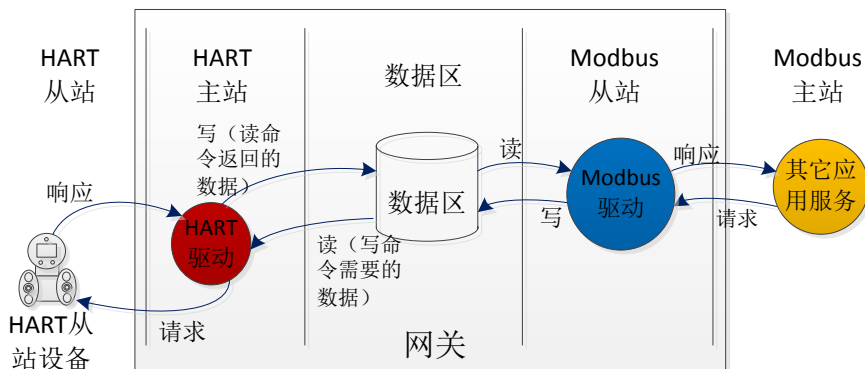 HART
从站
HART
主站
数据区
Modbus
从站
Modbus
主站
写（读命
令返回的
数据）
响应
HART
驱动
数据区
读
写
Modbus
驱动
响应
请求
其它应
用服务
读（写命
令需要的
数据）
HART从
站设备
请求
网关